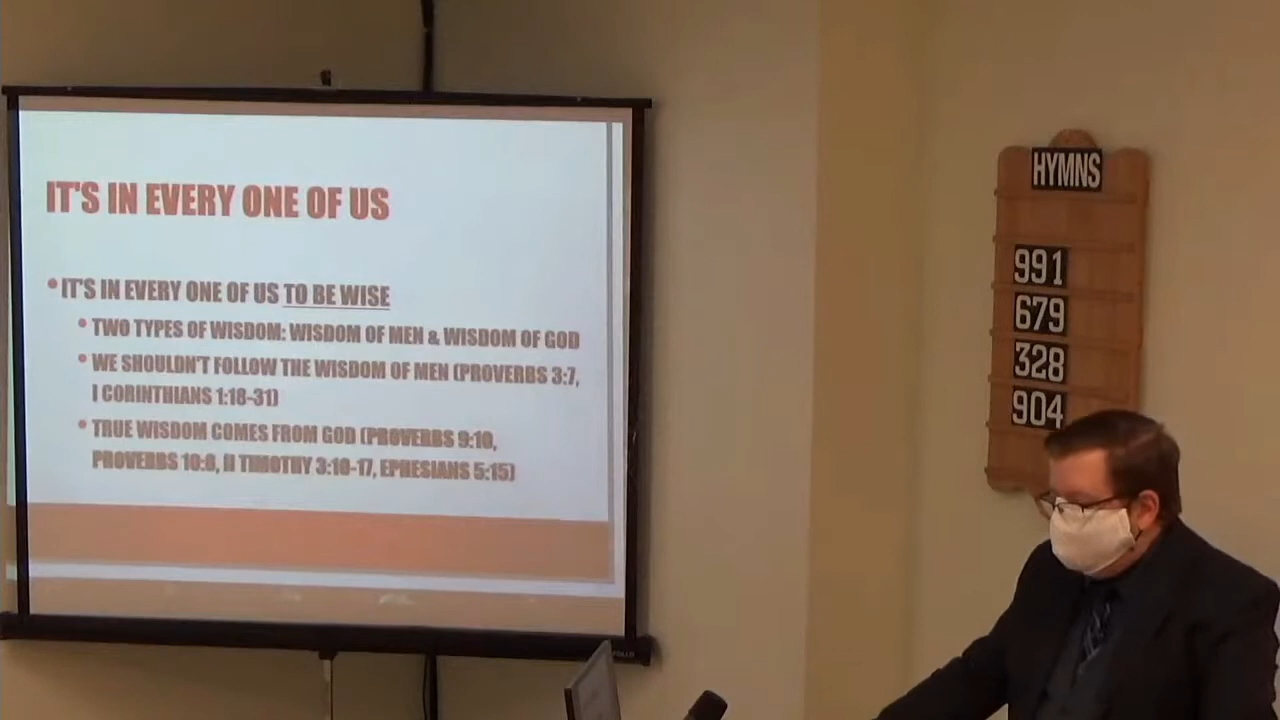 IT'S IN EVERY ONE OF US
• IT'S IN EVERY ONE OF US TO BE WISE
• TWO TYPES OF WISDOM: WISDOM OF MEN & WISDOM OF GOD
• WE SHOULDN'T FOLLOW THE WISDOM OF MEN (PROVERBS 3:7,
I CORINTHIANS 1:18-31)
• TRUE WISDOM COMES FROM GOD (PROVERBS 9:10,
PROVERBS 10:8, II TIMOTHY 3:10-17, EPHESIANS 5:15)
HYMNS
991
679
328
904